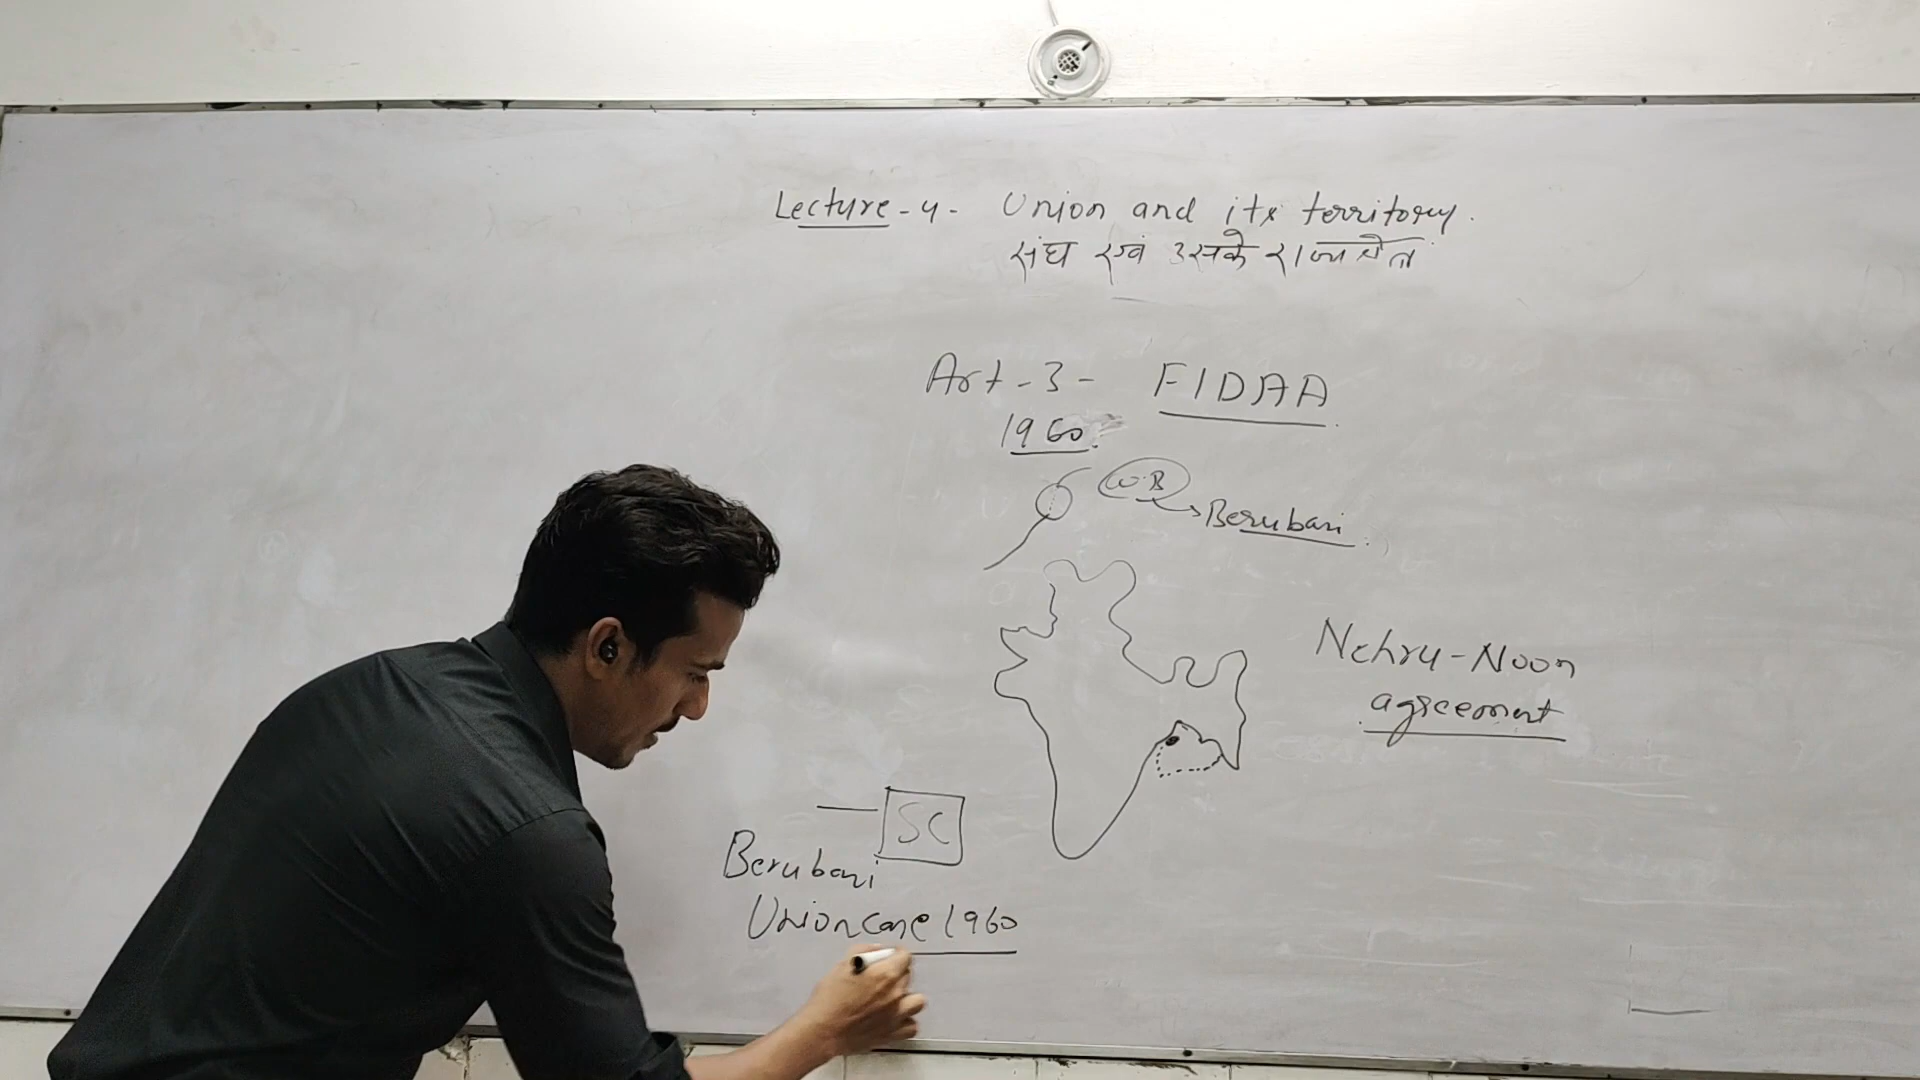 Lecture-4- Union and its territory.
संघ एवं उसके राज्यक्षेत्र
Art-3- FIDAA
1960.
W.B
Berubari.
Nehru-Noon
agreement
SC
Berubari
Union case 1960